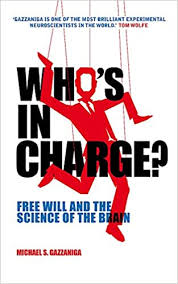 'GAZZANIGA IS ONE OF THE MOST BRILLIANT EXPERIMENTAL
NEUROSCIENTISTS IN THE WORLD.' TOM WOLFE
WHO'S
IN
CHARGE?
FREE WILL AND THE
SCIENCE OF THE BRAIN
MICHAEL S. GAZZANIGA